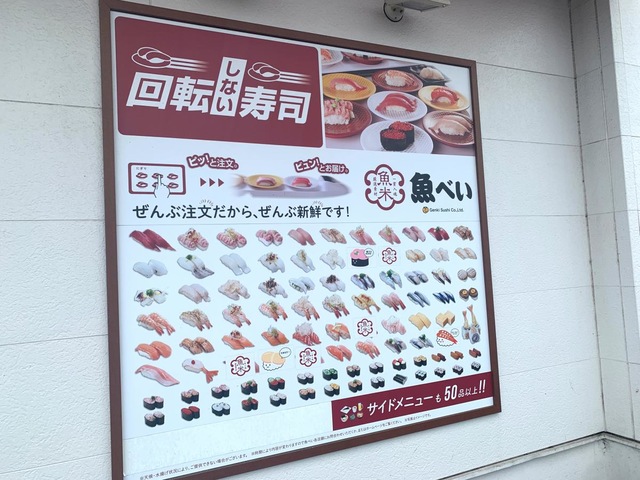 回転しない寿司
ピッ!と注文。
ピュン!とお届け。
魚米
魚べい
Genki Sushi Co.,Ltd.
ぜんぶ注文だから、ぜんぶ新鮮です!
サイドメニューも50品以上!!